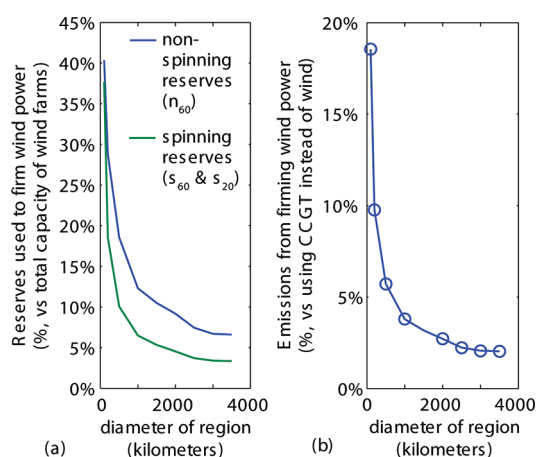 Reserves used to firm wind power
(%, vs total capacity of wind farms)
45%
40%
35%
30%
25%
20%
15%
10%
5%
0%
non-
spinning
reserves
(n60)
spinning
reserves
(s60 & s20)
0
2000
4000
diameter of region
(kilometers)
(a)
Emissions from firming wind power
(%, vs using CCGT instead of wind)
20%
15%
10%
5%
0%
0
2000
4000
diameter of region
(kilometers)
(b)